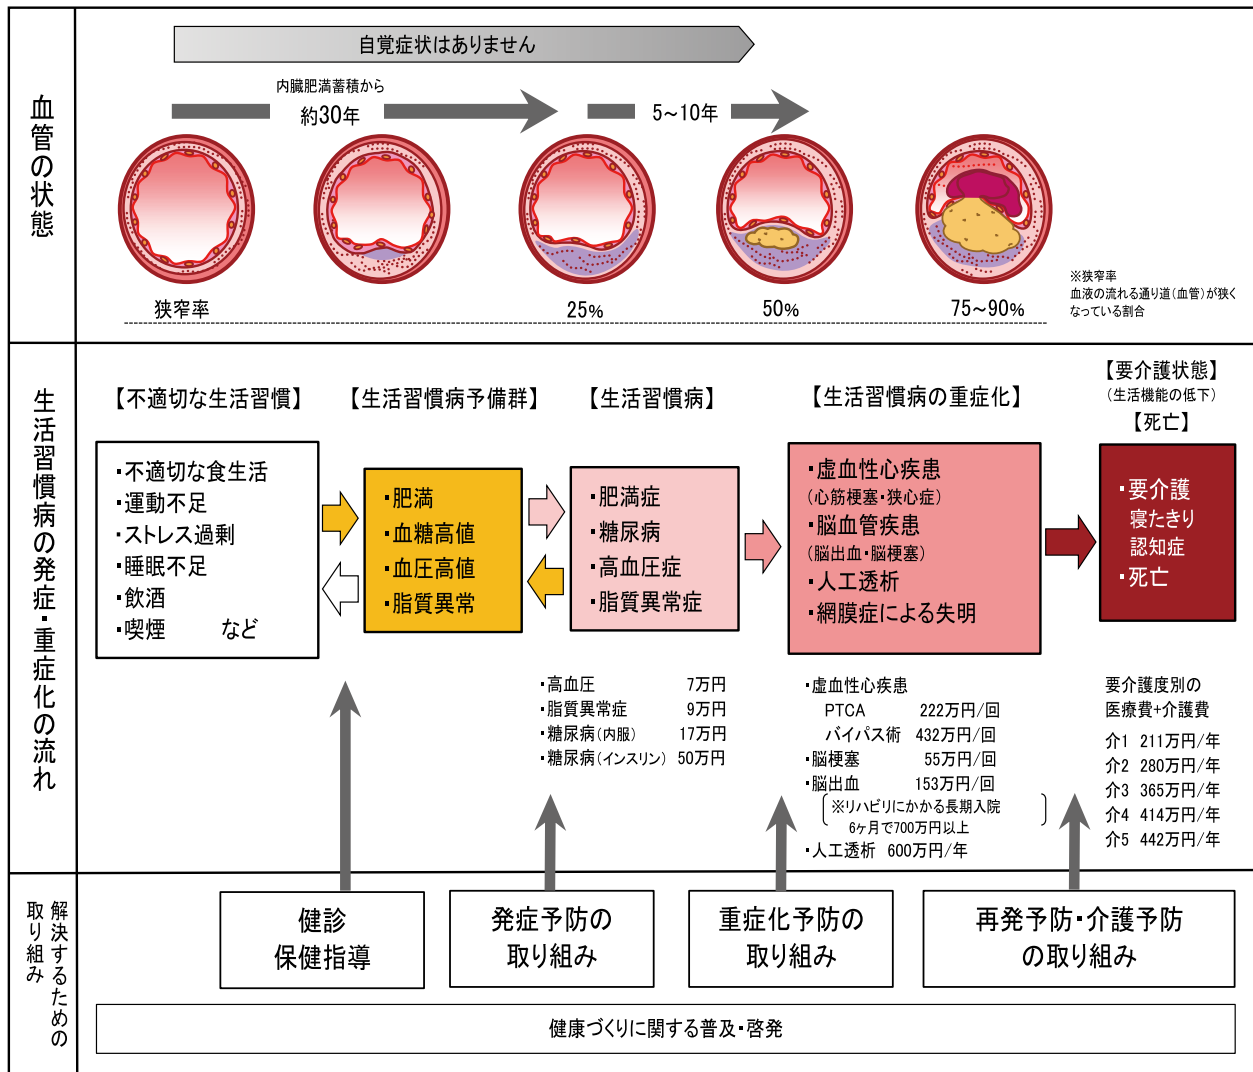 血管の状態
自覚症状はありません
内臓肥満蓄積から
約30年
5~10年
狭窄率
25%
50%
75~90%
※狭窄率
血液の流れる通り道(血管)が狭く
なっている割合
生活習慣病の発症・重症化の流れ
【不適切な生活習慣】
・不適切な食生活
・運動不足
・ストレス過剰
・睡眠不足
・飲酒
・喫煙 など
【生活習慣病予備群】
・肥満
・血糖高値
・血圧高値
・脂質異常
【生活習慣病】
・肥満症
・糖尿病
・高血圧症
・脂質異常症
【生活習慣病の重症化】
・虚血性心疾患
(心筋梗塞・狭心症)
・脳血管疾患
(脳出血・脳梗塞)
・人工透析
・網膜症による失明
【要介護状態】
(生活機能の低下)
【死亡】
・要介護
寝たきり
認知症
・死亡
・高血圧 7万円
・脂質異常症 9万円
・糖尿病(内服) 17万円
・糖尿病(インスリン) 50万円
・虚血性心疾患
PTCA 222万円/回
バイパス術 432万円/回
・脳梗塞 55万円/回
・脳出血 153万円/回
※リハビリにかかる長期入院
6ヶ月で700万円以上
・人工透析 600万円/年
要介護度別の
医療費+介護費
介1 211万円/年
介2 280万円/年
介3 365万円/年
介4 414万円/年
介5 442万円/年
解決するための
取り組み
健診
保健指導
発症予防の
取り組み
重症化予防の
取り組み
再発予防・介護予防
の取り組み
健康づくりに関する普及・啓発